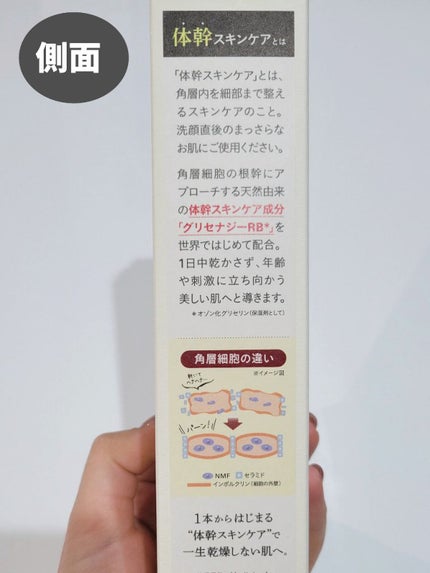 側面
体幹スキンケアとは
「体幹スキンケア」とは、
角層内を細部まで整え
るスキンケアのこと。
洗顔直後のまっさらな
お肌にご使用ください。
角層細胞の根幹にア
プローチする天然由来
の体幹スキンケア成分
「グリセナジーRB*」を
世界ではじめて配合。
1日中乾かさず、年齢
や刺激に立ち向かう
美しい肌へと導きます。
*オゾン化グリセリン(保湿剤として)
角層細胞の違い
※イメージ図
乾いて
へなへな…
パーン!
NMF セラミド
インボルクリン(細胞の外壁)
1本からはじまる
“体幹スキンケア”で
一生乾燥しない肌へ。